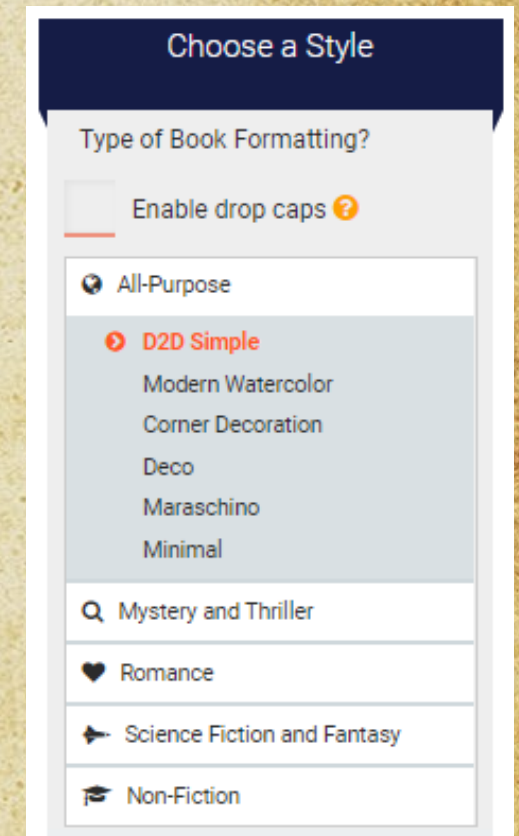 Choose a Style
Type of Book Formatting?
Enable drop caps ?
All-Purpose
D2D Simple
Modern Watercolor
Corner Decoration
Deco
Maraschino
Minimal
Mystery and Thriller
Romance
Science Fiction and Fantasy
Non-Fiction